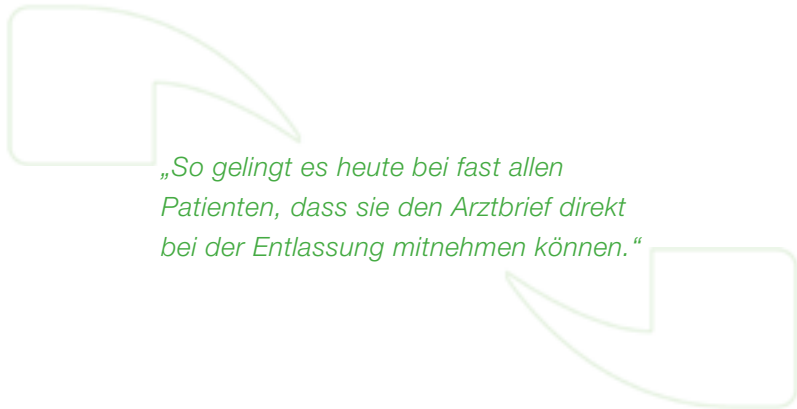 „So gelingt es heute bei fast allen
Patienten, dass sie den Arztbrief direkt
bei der Entlassung mitnehmen können.“